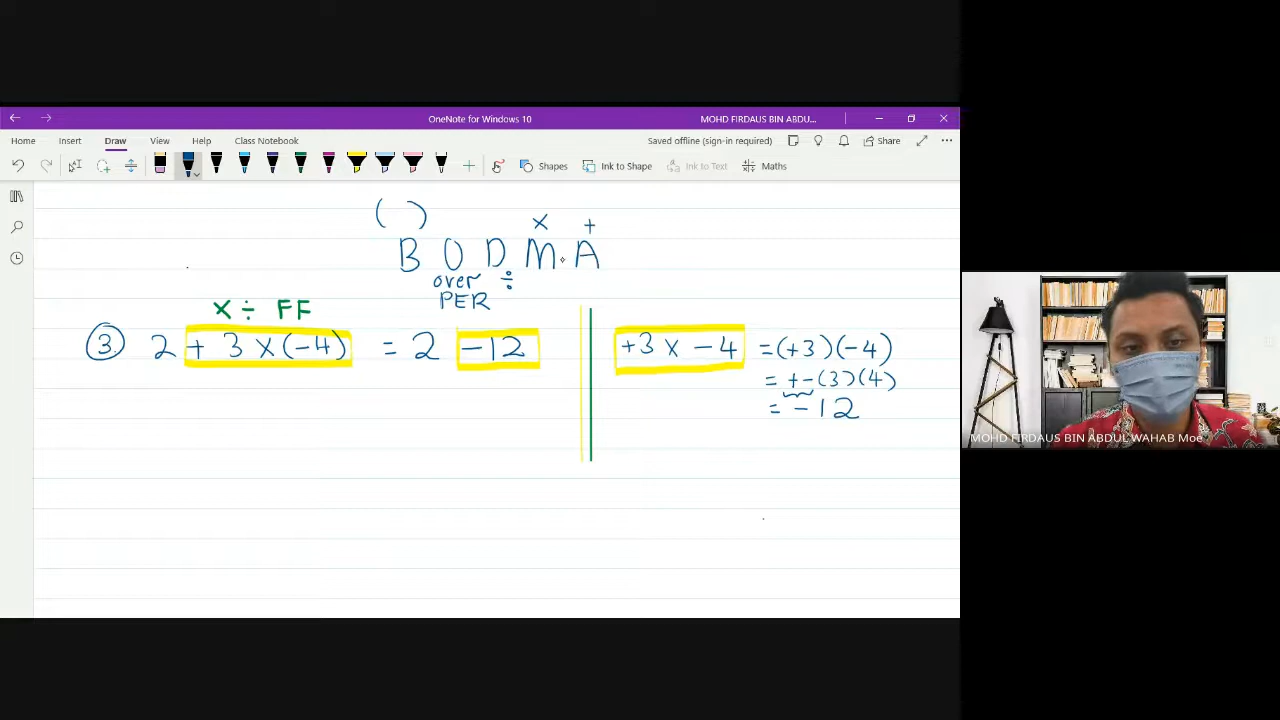 OneNote for Windows 10
MOHD FIRDAUS BIN ABDU...
Home Insert Draw View Help Class Notebook
Saved offline (sign-in required) Share
Shapes Ink to Shape Ink to Text Maths
( ) × +
B O D M A
over ÷
PER
× ÷ FF
③ 2 + 3 × (-4) = 2 -12
+3 × -4 = (+3)(-4)
= +-(3)(4)
= -12
MOHD FIRDAUS BIN ABDUL WAHAB Moe